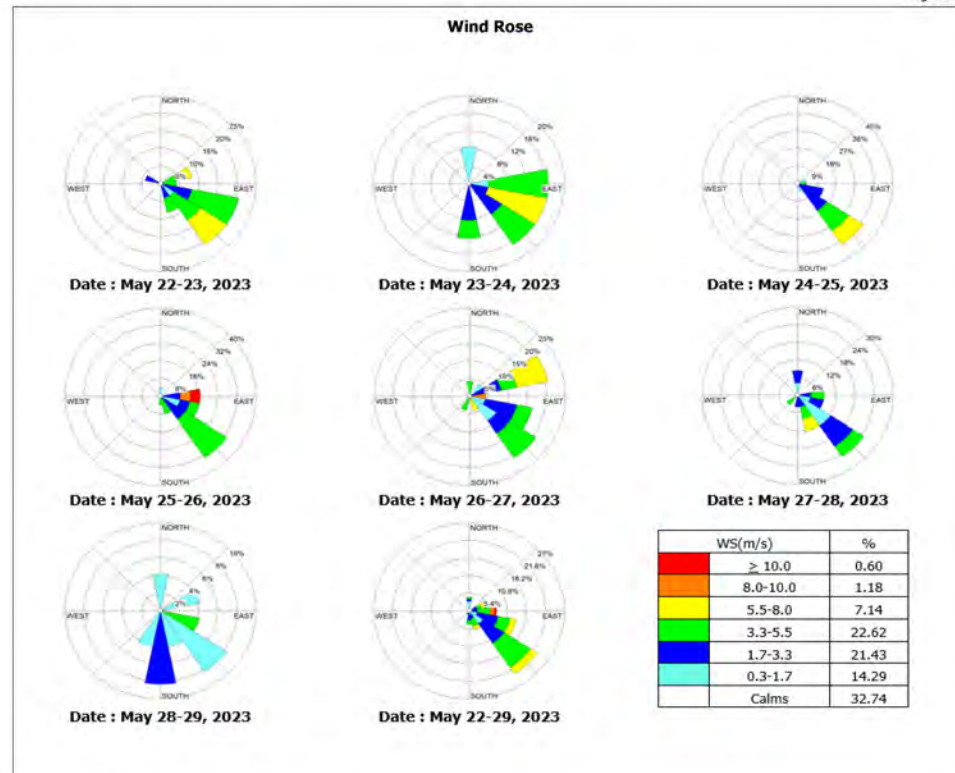 Wind Rose
NORTH
25%
20%
15%
10%
5%
WEST
EAST
SOUTH
Date : May 22-23, 2023
NORTH
20%
16%
12%
8%
4%
WEST
EAST
SOUTH
Date : May 23-24, 2023
NORTH
45%
36%
27%
18%
9%
WEST
EAST
SOUTH
Date : May 24-25, 2023
NORTH
40%
32%
24%
16%
8%
WEST
EAST
SOUTH
Date : May 25-26, 2023
NORTH
25%
20%
15%
10%
WEST
EAST
SOUTH
Date : May 26-27, 2023
NORTH
30%
24%
18%
12%
6%
WEST
EAST
SOUTH
Date : May 27-28, 2023
NORTH
10%
8%
6%
4%
2%
WEST
EAST
SOUTH
Date : May 28-29, 2023
NORTH
27%
21.6%
16.2%
10.8%
5.4%
WEST
EAST
SOUTH
Date : May 22-29, 2023
WS(m/s) %
≥ 10.0 0.60
8.0-10.0 1.18
5.5-8.0 7.14
3.3-5.5 22.62
1.7-3.3 21.43
0.3-1.7 14.29
Calms 32.74